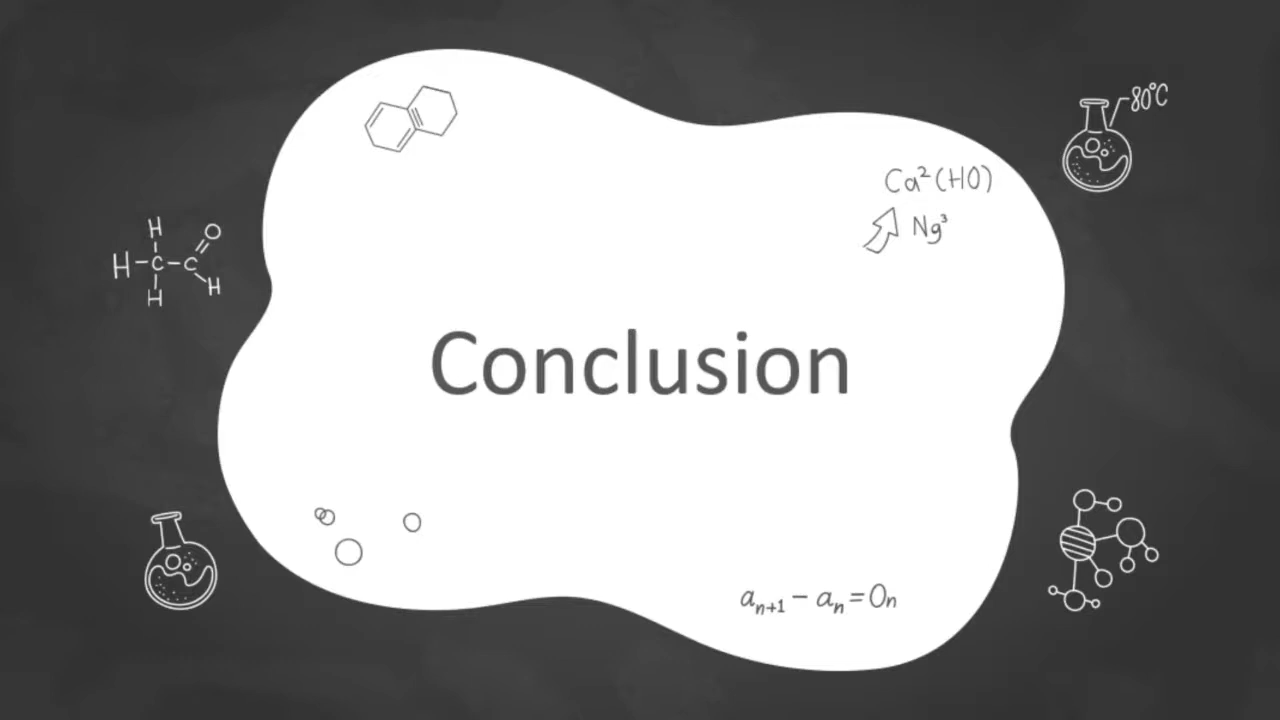 80°C
Ca²(HO)
Ng³
H
O
H-C-C
H
H
Conclusion
aₙ₊₁ - aₙ = 0ₙ